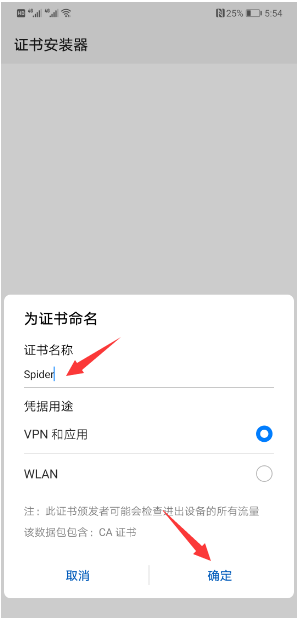 25% 5:54
证书安装器
为证书命名
证书名称
Spider
凭据用途
VPN 和应用
WLAN
注：此证书颁发者可能会检查进出设备的所有流量
该数据包包含：CA 证书
取消 确定